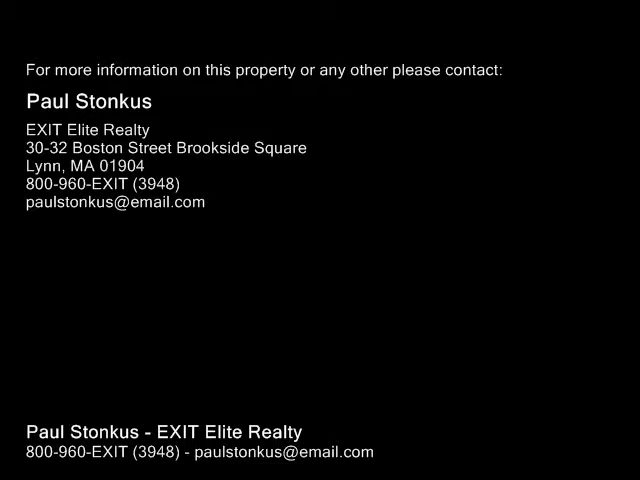 For more information on this property or any other please contact:
Paul Stonkus
EXIT Elite Realty
30-32 Boston Street Brookside Square
Lynn, MA 01904
800-960-EXIT (3948)
paulstonkus@email.com
Paul Stonkus - EXIT Elite Realty
800-960-EXIT (3948) - paulstonkus@email.com